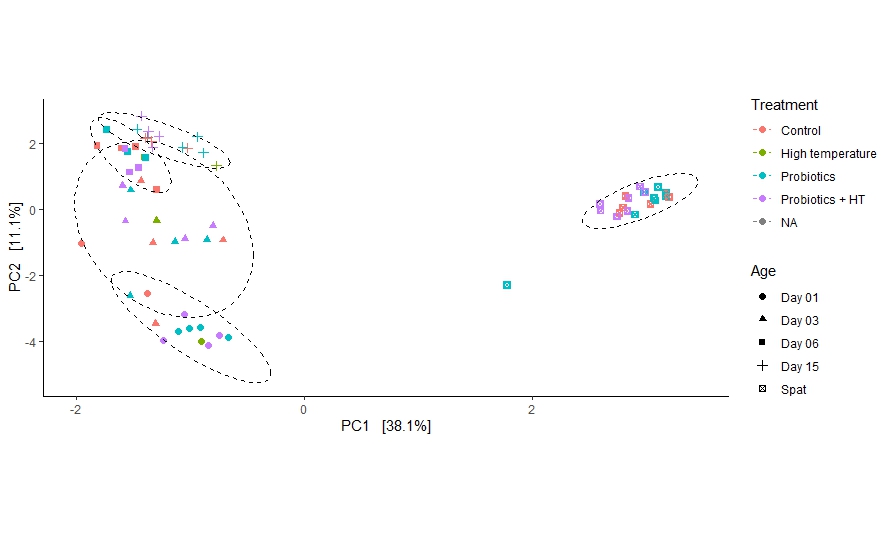 Treatment
Control
High temperature
Probiotics
Probiotics + HT
NA
Age
Day 01
Day 03
Day 06
Day 15
Spat
PC2 [11.1%]
2
0
-2
-4
-2
0
2
PC1 [38.1%]